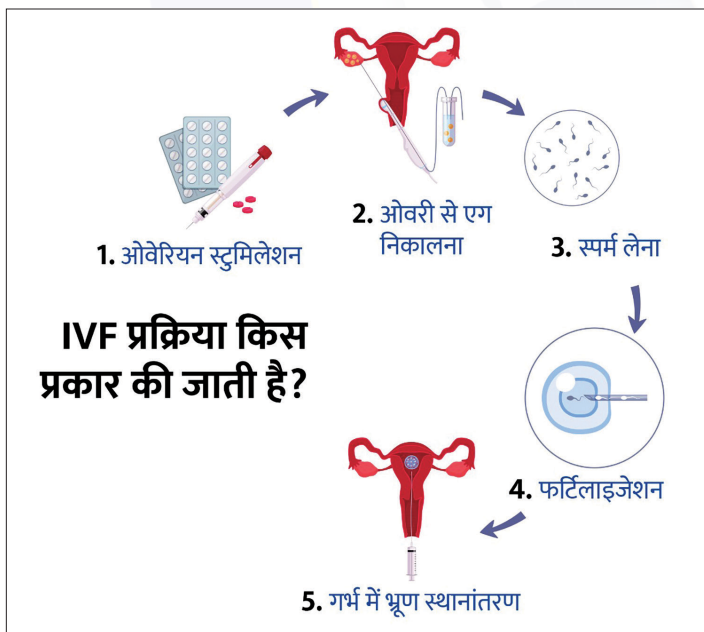 1. ओवेरियन स्टुमिलेशन
2. ओवरी से एग
निकालना
3. स्पर्म लेना
IVF प्रक्रिया किस
प्रकार की जाती है?
4. फर्टिलाइजेशन
5. गर्भ में भ्रूण स्थानांतरण